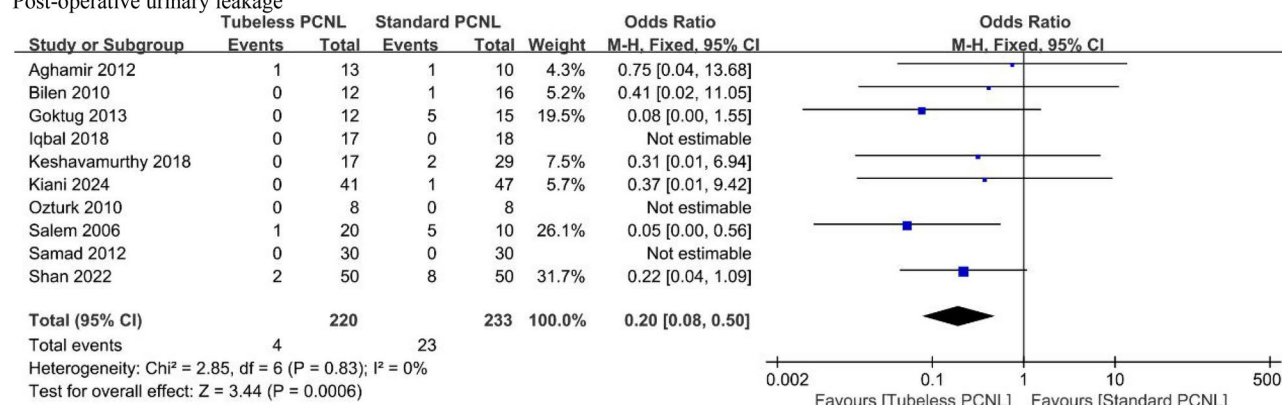 Post-operative urinary leakage
Tubeless PCNL Standard PCNL Odds Ratio Odds Ratio
Study or Subgroup Events Total Events Total Weight M-H, Fixed, 95% CI M-H, Fixed, 95% CI
Aghamir 2012 1 13 1 10 4.3% 0.75 [0.04, 13.68]
Bilen 2010 0 12 1 16 5.2% 0.41 [0.02, 11.05]
Goktug 2013 0 12 5 15 19.5% 0.08 [0.00, 1.55]
Iqbal 2018 0 17 0 18 Not estimable
Keshavamurthy 2018 0 17 2 29 7.5% 0.31 [0.01, 6.94]
Kiani 2024 0 41 1 47 5.7% 0.37 [0.01, 9.42]
Ozturk 2010 0 8 0 8 Not estimable
Salem 2006 1 20 5 10 26.1% 0.05 [0.00, 0.56]
Samad 2012 0 30 0 30 Not estimable
Shan 2022 2 50 8 50 31.7% 0.22 [0.04, 1.09]
Total (95% CI) 220 233 100.0% 0.20 [0.08, 0.50]
Total events 4 23
Heterogeneity: Chi² = 2.85, df = 6 (P = 0.83); I² = 0%
Test for overall effect: Z = 3.44 (P = 0.0006)
0.002 0.1 1 10 500
Favours [Tubeless PCNL] Favours [Standard PCNL]